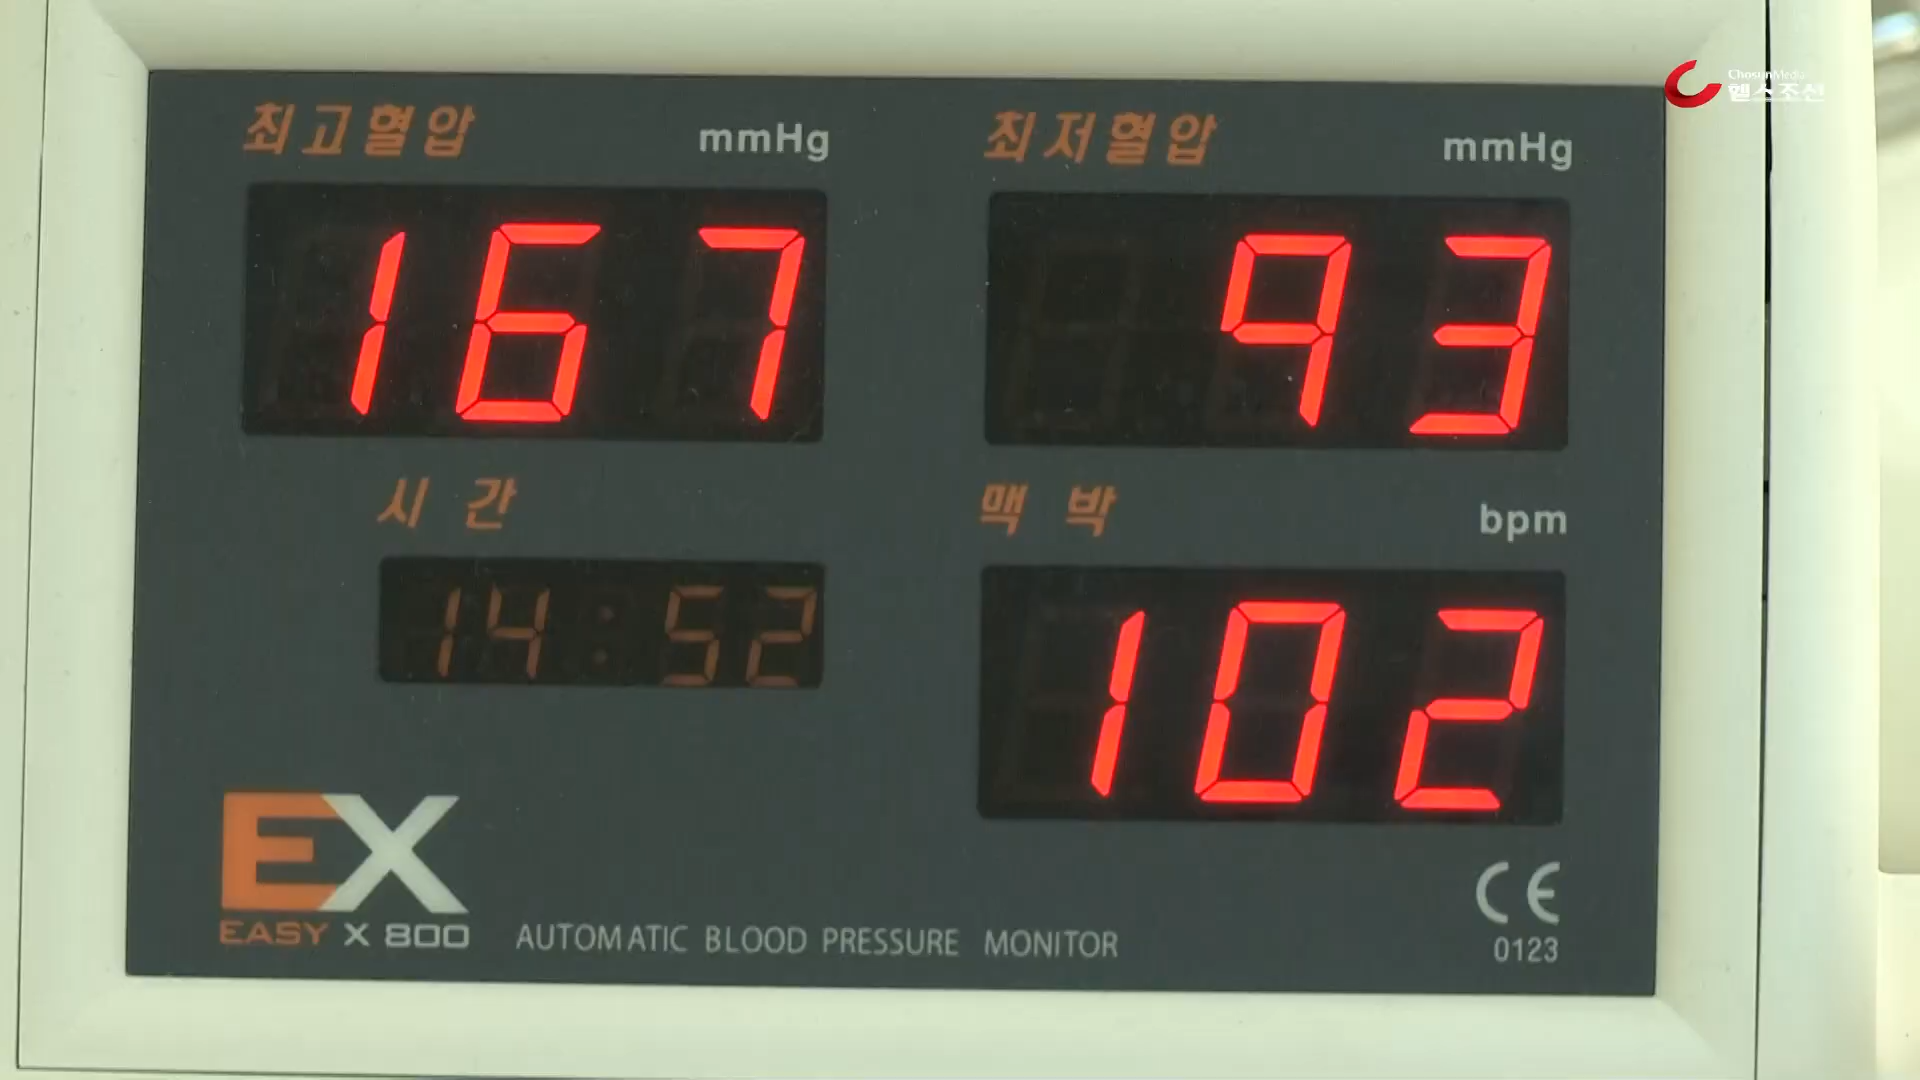 ChosunMedia
헬스조선
최고혈압 mmHg
최저혈압 mmHg
167
93
시간
맥박 bpm
14:52
102
EX
EASY X 800
AUTOMATIC BLOOD PRESSURE MONITOR
CE
0123